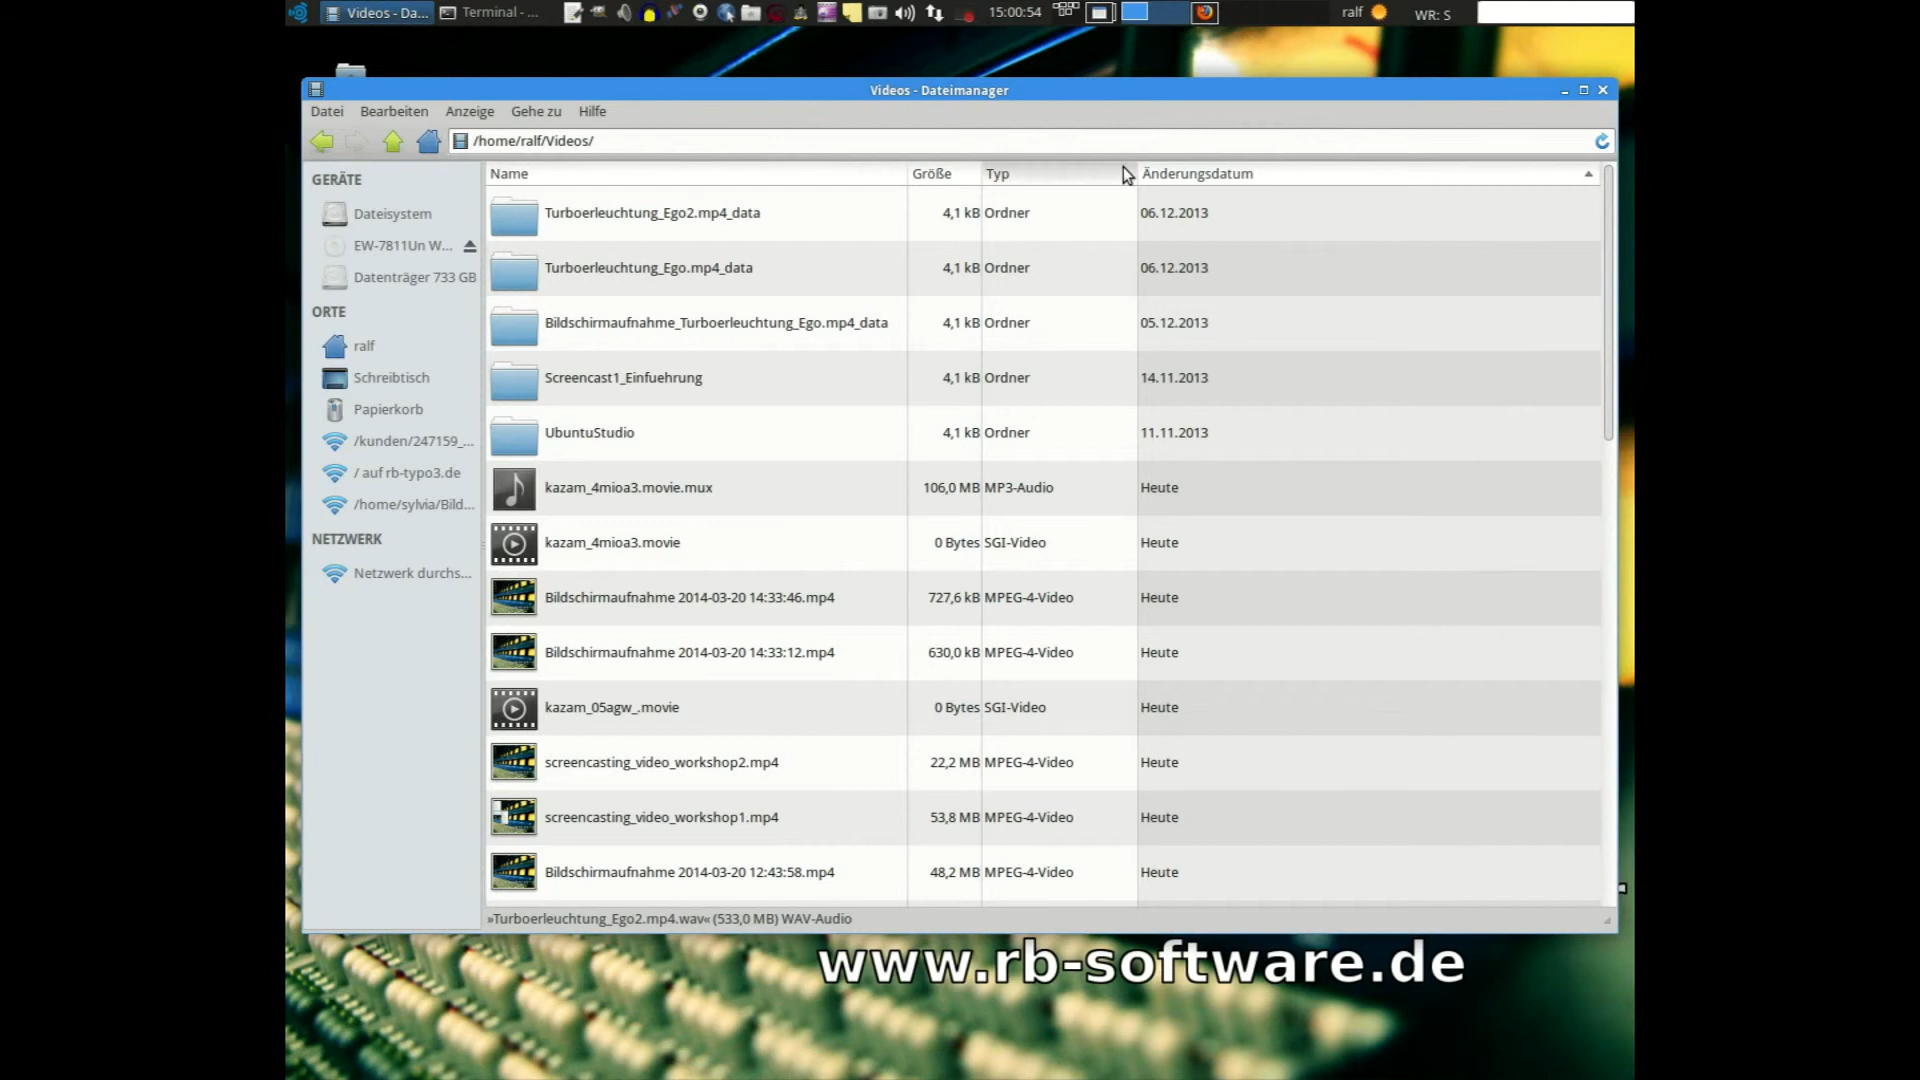 Videos - Da...
Terminal - ...
15:00:54
ralf
WR: S
Videos - Dateimanager
Datei Bearbeiten Anzeige Gehe zu Hilfe
/home/ralf/Videos/
GERÄTE
Dateisystem
EW-7811Un W...
Datenträger 733 GB
ORTE
ralf
Schreibtisch
Papierkorb
/kunden/247159_...
/ auf rb-typo3.de
/home/sylvia/Bild...
NETZWERK
Netzwerk durchs...
Name Größe Typ Änderungsdatum
Turboerleuchtung_Ego2.mp4_data 4,1 kB Ordner 06.12.2013
Turboerleuchtung_Ego.mp4_data 4,1 kB Ordner 06.12.2013
Bildschirmaufnahme_Turboerleuchtung_Ego.mp4_data 4,1 kB Ordner 05.12.2013
Screencast1_Einfuehrung 4,1 kB Ordner 14.11.2013
UbuntuStudio 4,1 kB Ordner 11.11.2013
kazam_4mioa3.movie.mux 106,0 MB MP3-Audio Heute
kazam_4mioa3.movie 0 Bytes SGI-Video Heute
Bildschirmaufnahme 2014-03-20 14:33:46.mp4 727,6 kB MPEG-4-Video Heute
Bildschirmaufnahme 2014-03-20 14:33:12.mp4 630,0 kB MPEG-4-Video Heute
kazam_05agw_.movie 0 Bytes SGI-Video Heute
screencasting_video_workshop2.mp4 22,2 MB MPEG-4-Video Heute
screencasting_video_workshop1.mp4 53,8 MB MPEG-4-Video Heute
Bildschirmaufnahme 2014-03-20 12:43:58.mp4 48,2 MB MPEG-4-Video Heute
»Turboerleuchtung_Ego2.mp4.wav« (533,0 MB) WAV-Audio
www.rb-software.de